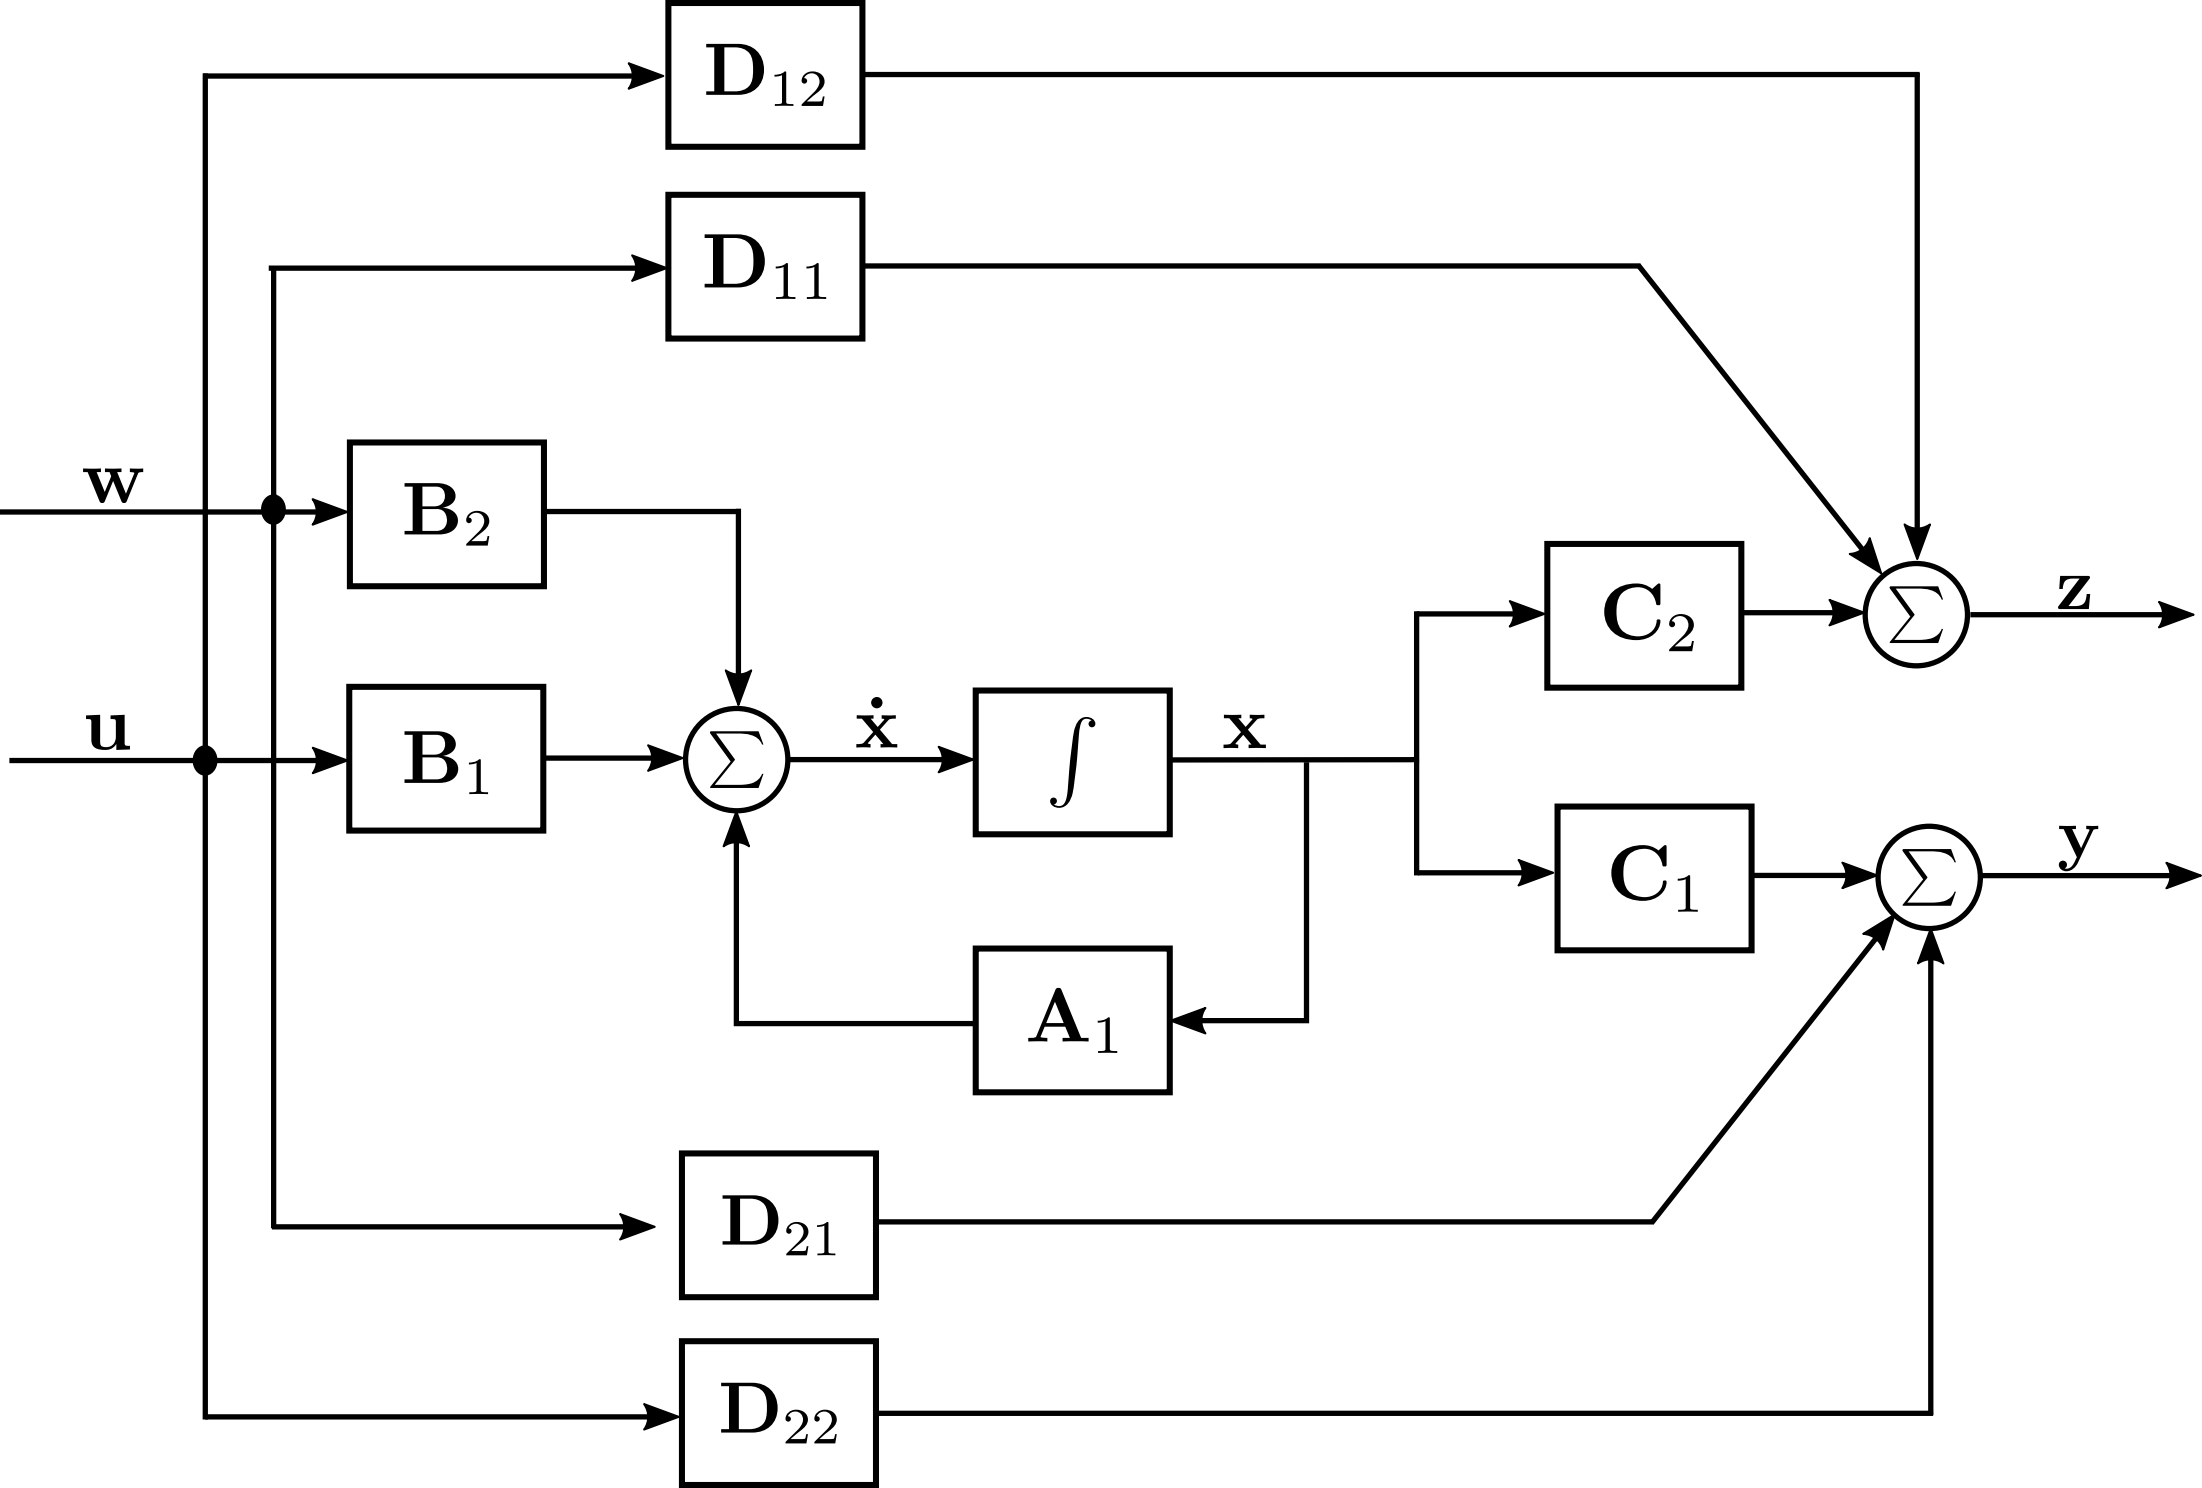 D₁₂
D₁₁
w
B₂
C₂
∑
z
u
B₁
∑
ẋ
∫
x
C₁
∑
y
A₁
D₂₁
D₂₂